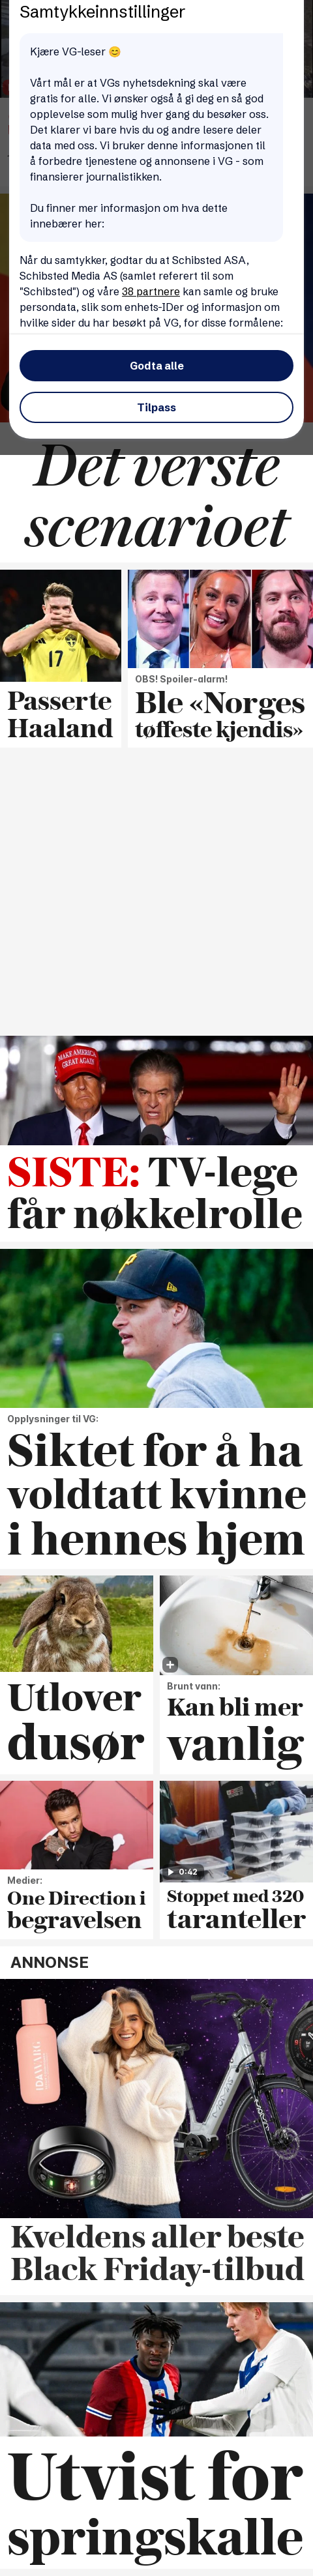 Samtykkeinnstillinger
Kjære VG-leser 😊
Vårt mål er at VGs nyhetsdekning skal være
gratis for alle. Vi ønsker også å gi deg en så god
opplevelse som mulig hver gang du besøker oss.
Det klarer vi bare hvis du og andre lesere deler
data med oss. Vi bruker denne informasjonen til
å forbedre tjenestene og annonsene i VG - som
finansierer journalistikken.
Du finner mer informasjon om hva dette
innebærer her:
Når du samtykker, godtar du at Schibsted ASA,
Schibsted Media AS (samlet referert til som
"Schibsted") og våre 38 partnere kan samle og bruke
persondata, slik som enhets-IDer og informasjon om
hvilke sider du har besøkt på VG, for disse formålene:
Godta alle
Tilpass
Det verste
scenarioet
17
Passerte
Haaland
OBS! Spoiler-alarm!
Ble «Norges
tøffeste kjendis»
MAKE AMERICA
GREAT AGAIN
SISTE: TV-lege
får nøkkelrolle
Opplysninger til VG:
Siktet for å ha
voldtatt kvinne
i hennes hjem
Utlover
dusør
Brunt vann:
Kan bli mer
vanlig
Medier:
One Direction i
begravelsen
0:42
Stoppet med 320
taranteller
ANNONSE
Kveldens aller beste
Black Friday-tilbud
Utvist for
springskalle